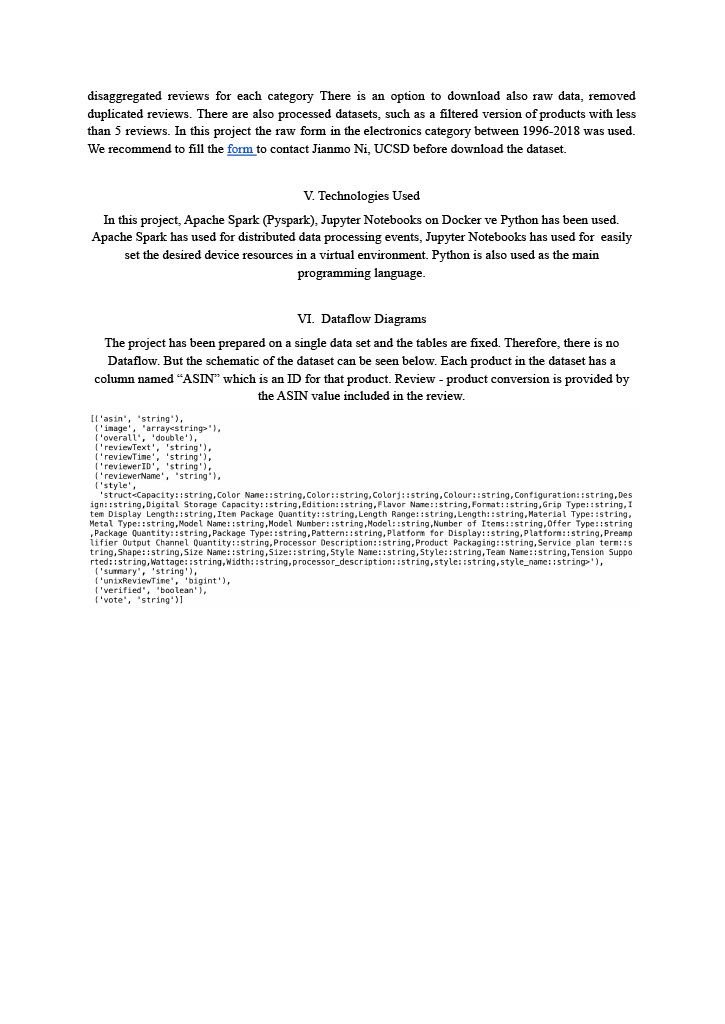 disaggregated reviews for each category There is an option to download also raw data, removed
duplicated reviews. There are also processed datasets, such as a filtered version of products with less
than 5 reviews. In this project the raw form in the electronics category between 1996-2018 was used.
We recommend to fill the form to contact Jianmo Ni, UCSD before download the dataset.
V. Technologies Used
In this project, Apache Spark (Pyspark), Jupyter Notebooks on Docker ve Python has been used.
Apache Spark has used for distributed data processing events, Jupyter Notebooks has used for  easily
set the desired device resources in a virtual environment. Python is also used as the main
programming language.
VI.  Dataflow Diagrams
The project has been prepared on a single data set and the tables are fixed. Therefore, there is no
Dataflow. But the schematic of the dataset can be seen below. Each product in the dataset has a
column named “ASIN” which is an ID for that product. Review - product conversion is provided by
the ASIN value included in the review.
[('asin', 'string'),
('image', 'array<string>'),
('overall', 'double'),
('reviewText', 'string'),
('reviewTime', 'string'),
('reviewerID', 'string'),
('reviewerName', 'string'),
('style',
'struct<Capacity::string,Color Name::string,Color::string,Colorj::string,Colour::string,Configuration::string,Des
ign::string,Digital Storage Capacity::string,Edition::string,Flavor Name::string,Format::string,Grip Type::string,I
tem Display Length::string,Item Package Quantity::string,Length Range::string,Length::string,Material Type::string,
Metal Type::string,Model Name::string,Model Number::string,Model::string,Number of Items::string,Offer Type::string
,Package Quantity::string,Package Type::string,Pattern::string,Platform for Display::string,Platform::string,Preamp
lifier Output Channel Quantity::string,Processor Description::string,Product Packaging::string,Service plan term::s
tring,Shape::string,Size Name::string,Size::string,Style Name::string,Style::string,Team Name::string,Tension Suppo
rted::string,Wattage::string,Width::string,processor_description::string,style::string,style_name::string>'),
('summary', 'string'),
('unixReviewTime', 'bigint'),
('verified', 'boolean'),
('vote', 'string')]